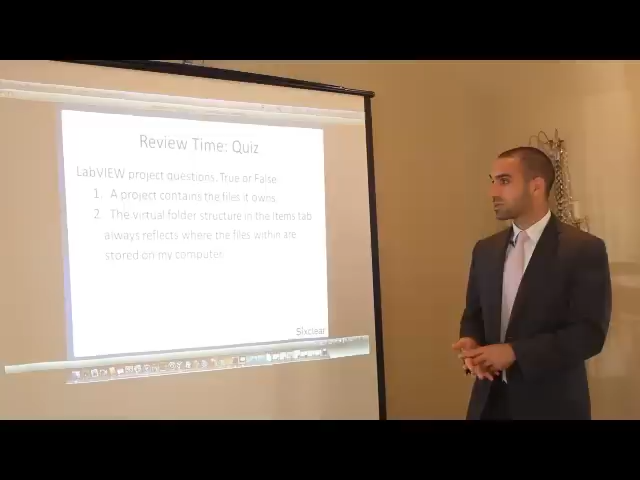 Review Time: Quiz
LabVIEW project questions, True or False
1. A project contains the files it owns.
2. The virtual folder structure in the Items tab
always reflects where the files within are
stored on my computer.
Sixclear